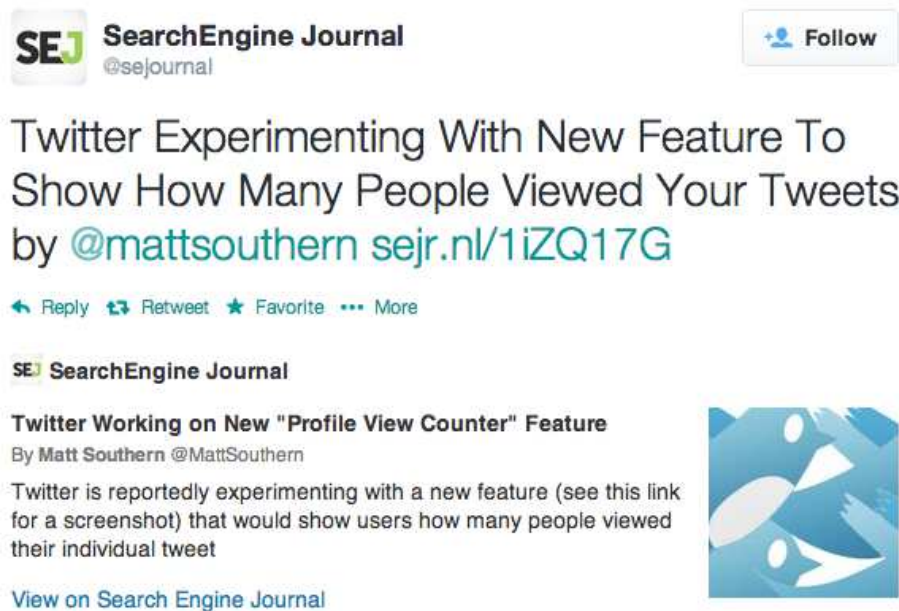 SEJ SearchEngine Journal
@sejournal
Follow
Twitter Experimenting With New Feature To
Show How Many People Viewed Your Tweets
by @mattsouthern sejr.nl/1iZQ17G
Reply Retweet Favorite More
SEJ SearchEngine Journal
Twitter Working on New "Profile View Counter" Feature
By Matt Southern @MattSouthern
Twitter is reportedly experimenting with a new feature (see this link
for a screenshot) that would show users how many people viewed
their individual tweet
View on Search Engine Journal